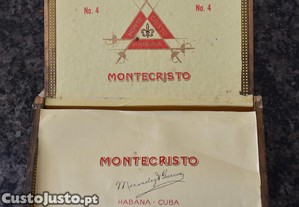 No. 4
No. 4
MONTECRISTO
MONTECRISTO
HABANA - CUBA
CustoJusto.pt